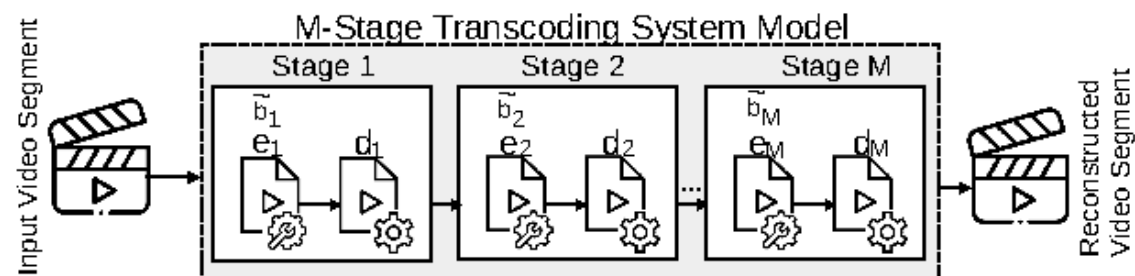 M-Stage Transcoding System Model
Input Video Segment
Stage 1
b̃₁
e₁ d₁
Stage 2
b̃₂
e₂ d₂
...
Stage M
b̃M
eM dM
Reconstructed
Video Segment